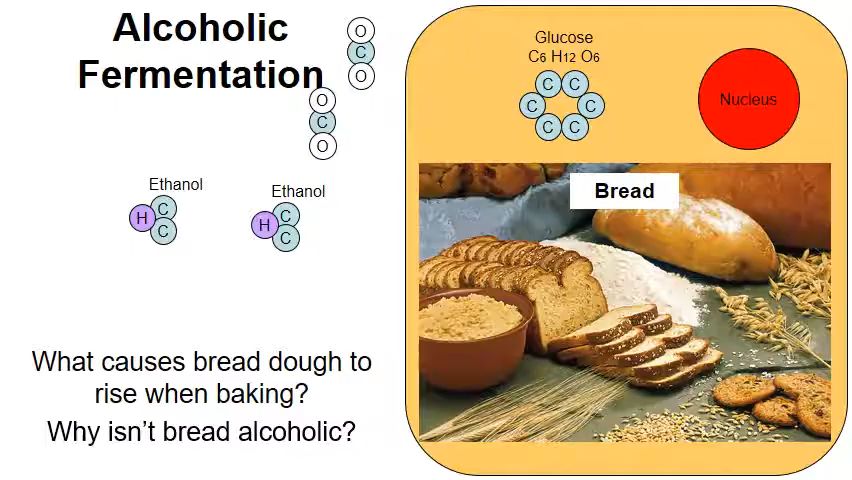 Alcoholic
Fermentation
O
C
O
O
C
O
Ethanol
H
C
C
Ethanol
H
C
C
What causes bread dough to
rise when baking?
Why isn't bread alcoholic?
Glucose
C6 H12 O6
C
C
C
C
C
C
Nucleus
Bread